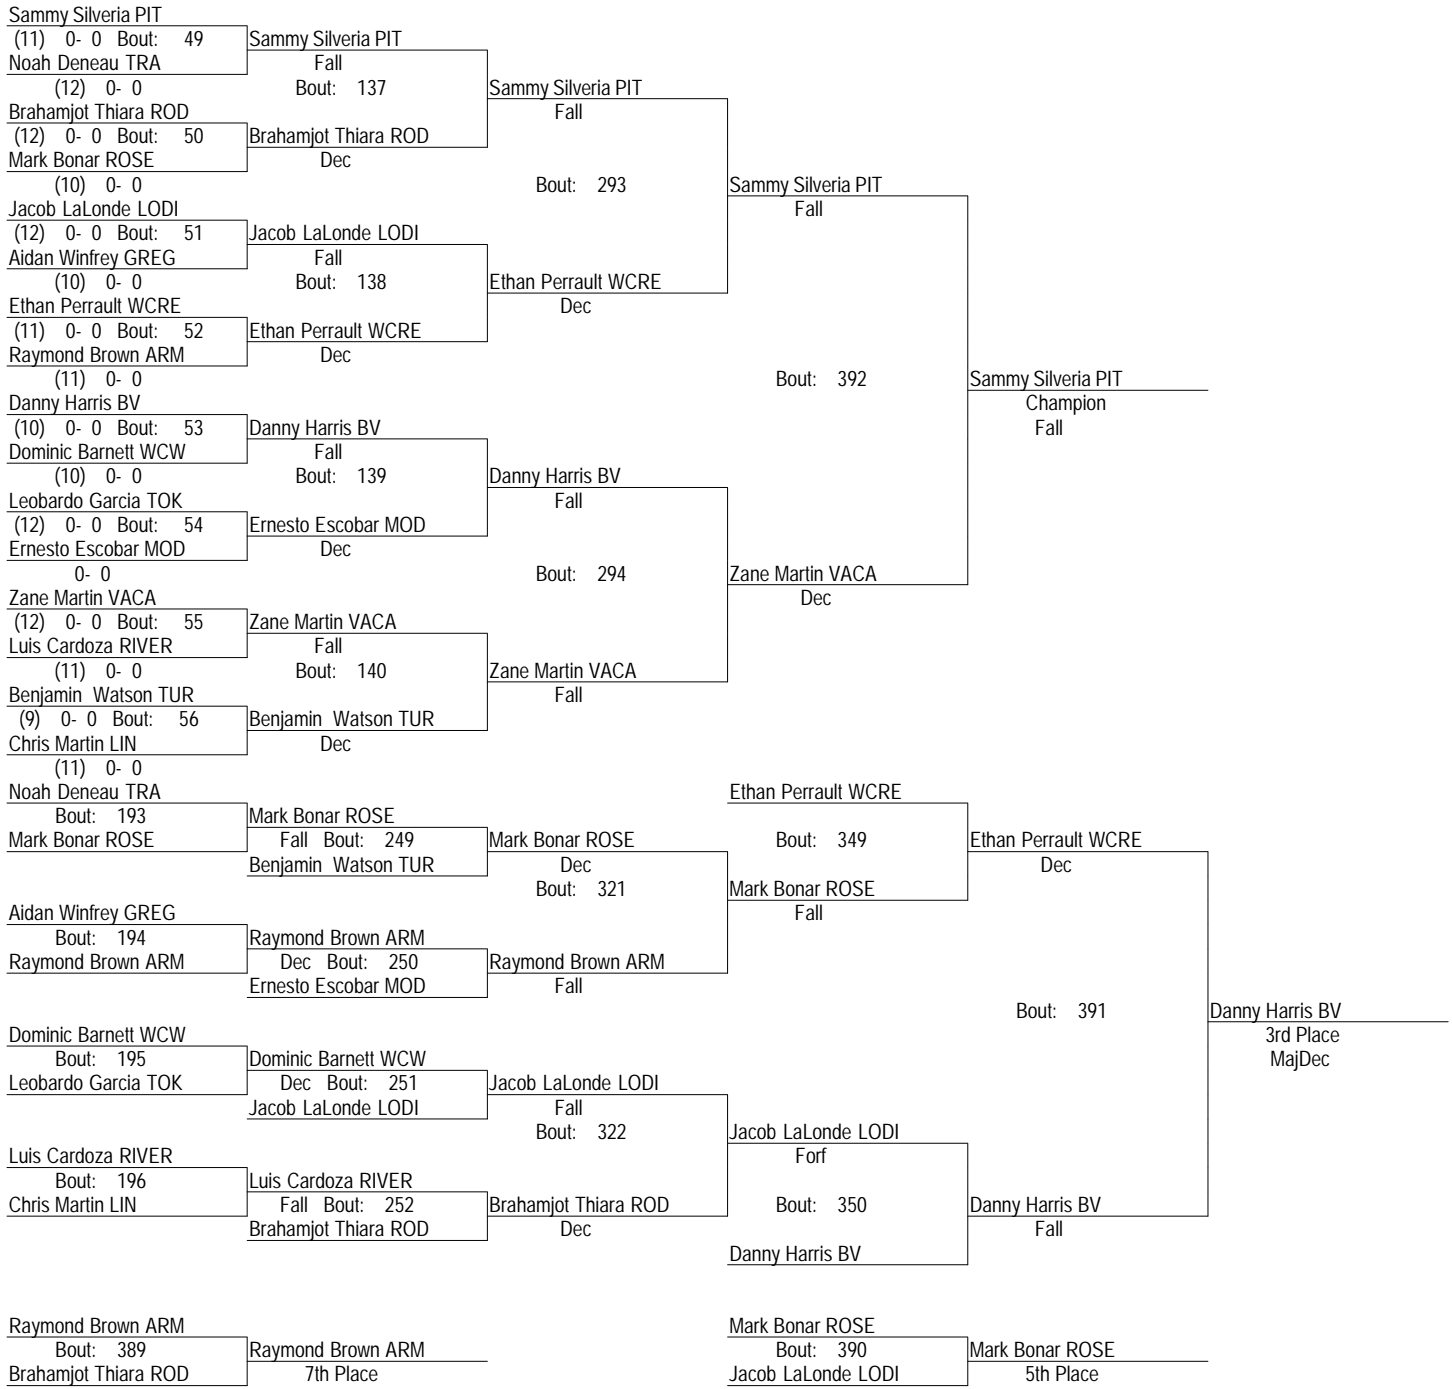 Sammy Silveria PIT
(11) 0- 0 Bout: 49 Sammy Silveria PIT
Noah Deneau TRA Fall
(12) 0- 0 Bout: 137 Sammy Silveria PIT
Brahamjot Thiara ROD Fall
(12) 0- 0 Bout: 50 Brahamjot Thiara ROD
Mark Bonar ROSE Dec
(10) 0- 0 Bout: 293 Sammy Silveria PIT
Jacob LaLonde LODI Fall
(12) 0- 0 Bout: 51 Jacob LaLonde LODI
Aidan Winfrey GREG Fall
(10) 0- 0 Bout: 138 Ethan Perrault WCRE
Ethan Perrault WCRE Dec
(11) 0- 0 Bout: 52 Ethan Perrault WCRE
Raymond Brown ARM Dec
(11) 0- 0 Bout: 392 Sammy Silveria PIT
Danny Harris BV Champion
(10) 0- 0 Bout: 53 Danny Harris BV Fall
Dominic Barnett WCW Fall
(10) 0- 0 Bout: 139 Danny Harris BV
Leobardo Garcia TOK Fall
(12) 0- 0 Bout: 54 Ernesto Escobar MOD
Ernesto Escobar MOD Dec
0- 0 Bout: 294 Zane Martin VACA
Zane Martin VACA Dec
(12) 0- 0 Bout: 55 Zane Martin VACA
Luis Cardoza RIVER Fall
(11) 0- 0 Bout: 140 Zane Martin VACA
Benjamin Watson TUR Fall
(9) 0- 0 Bout: 56 Benjamin Watson TUR
Chris Martin LIN Dec
(11) 0- 0
Noah Deneau TRA Ethan Perrault WCRE
Bout: 193 Mark Bonar ROSE
Mark Bonar ROSE Fall Bout: 249 Mark Bonar ROSE Bout: 349 Ethan Perrault WCRE
Benjamin Watson TUR Dec Dec
Bout: 321 Mark Bonar ROSE
Aidan Winfrey GREG Fall
Bout: 194 Raymond Brown ARM
Raymond Brown ARM Dec Bout: 250 Raymond Brown ARM
Ernesto Escobar MOD Fall
Bout: 391 Danny Harris BV
Dominic Barnett WCW 3rd Place
Bout: 195 Dominic Barnett WCW MajDec
Leobardo Garcia TOK Dec Bout: 251 Jacob LaLonde LODI
Jacob LaLonde LODI Fall
Bout: 322 Jacob LaLonde LODI
Luis Cardoza RIVER Forf
Bout: 196 Luis Cardoza RIVER
Chris Martin LIN Fall Bout: 252 Brahamjot Thiara ROD Bout: 350 Danny Harris BV
Brahamjot Thiara ROD Dec Fall
Danny Harris BV
Raymond Brown ARM Mark Bonar ROSE
Bout: 389 Raymond Brown ARM Bout: 390 Mark Bonar ROSE
Brahamjot Thiara ROD 7th Place Jacob LaLonde LODI 5th Place